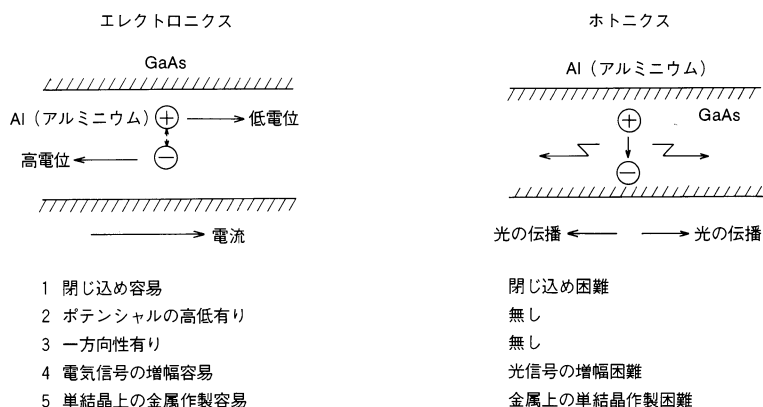 エレクトロニクス
GaAs
Al（アルミニウム）
低電位
高電位
電流
1 閉じ込め容易
2 ポテンシャルの高低有り
3 一方向性有り
4 電気信号の増幅容易
5 単結晶上の金属作製容易
ホトニクス
Al（アルミニウム）
GaAs
光の伝播
光の伝播
閉じ込め困難
無し
無し
光信号の増幅困難
金属上の単結晶作製困難